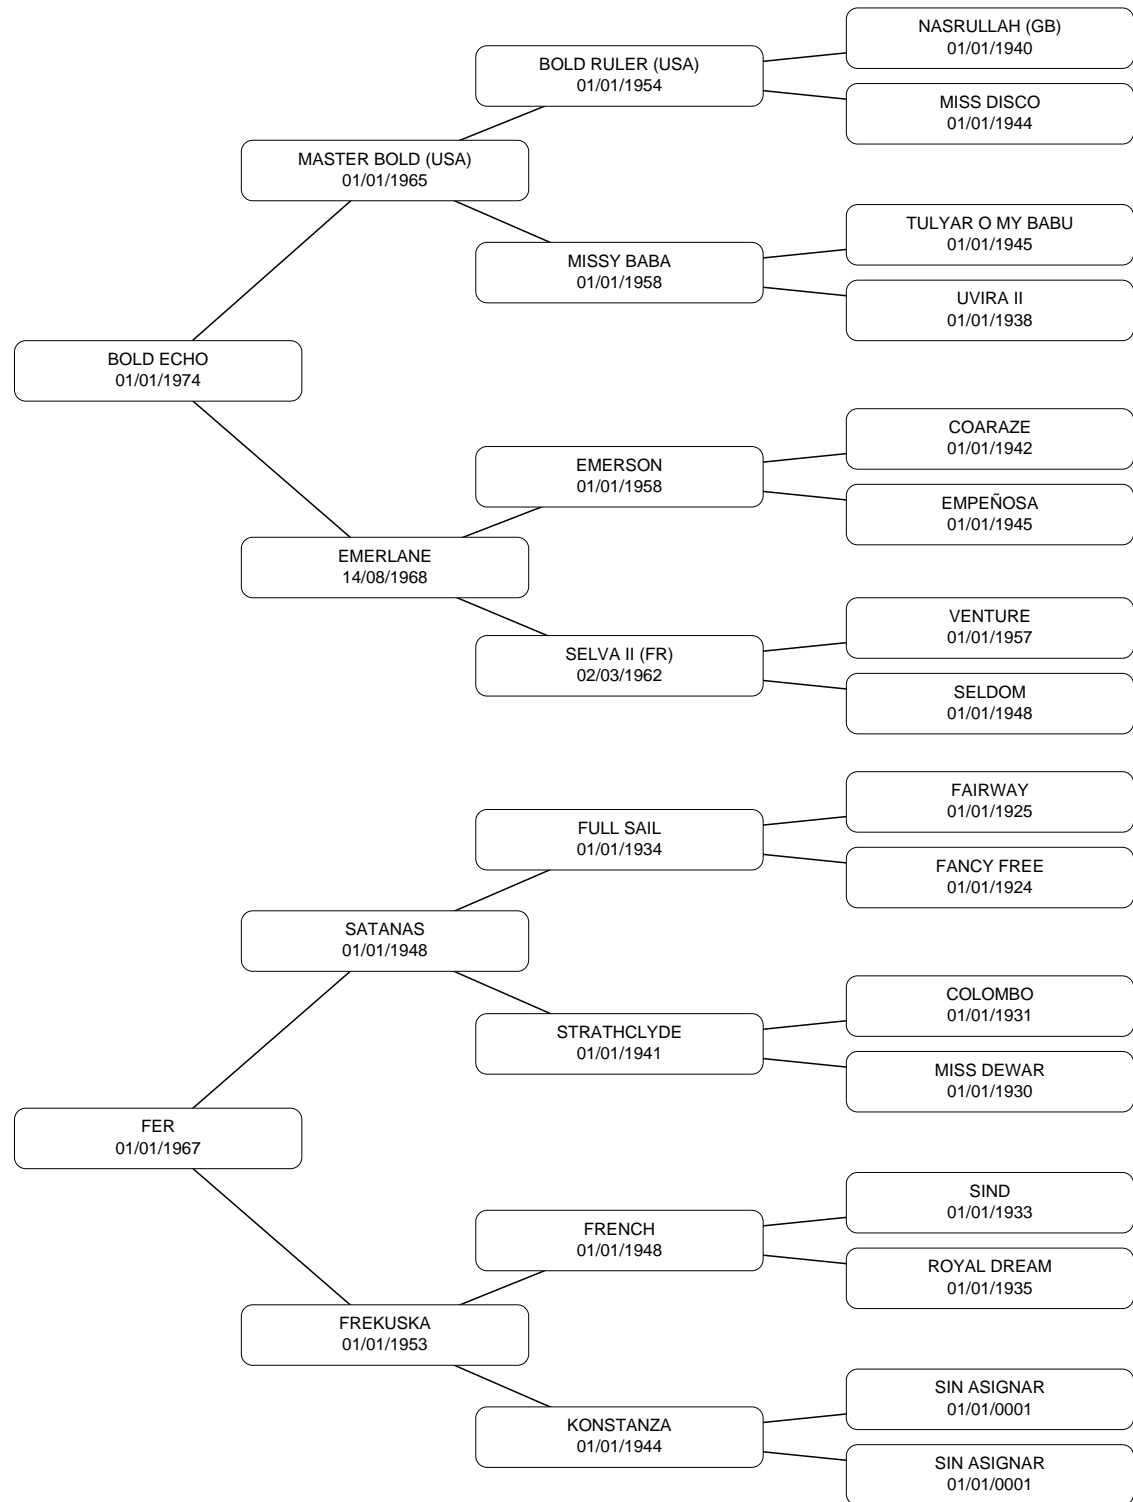 NASRULLAH (GB)
01/01/1940
BOLD RULER (USA)
01/01/1954
MISS DISCO
01/01/1944
MASTER BOLD (USA)
01/01/1965
TULYAR O MY BABU
01/01/1945
MISSY BABA
01/01/1958
UVIRA II
01/01/1938
BOLD ECHO
01/01/1974
COARAZE
01/01/1942
EMERSON
01/01/1958
EMPEÑOSA
01/01/1945
EMERLANE
14/08/1968
VENTURE
01/01/1957
SELVA II (FR)
02/03/1962
SELDOM
01/01/1948
FAIRWAY
01/01/1925
FULL SAIL
01/01/1934
FANCY FREE
01/01/1924
SATANAS
01/01/1948
COLOMBO
01/01/1931
STRATHCLYDE
01/01/1941
MISS DEWAR
01/01/1930
FER
01/01/1967
SIND
01/01/1933
FRENCH
01/01/1948
ROYAL DREAM
01/01/1935
FREKUSKA
01/01/1953
SIN ASIGNAR
01/01/0001
KONSTANZA
01/01/1944
SIN ASIGNAR
01/01/0001